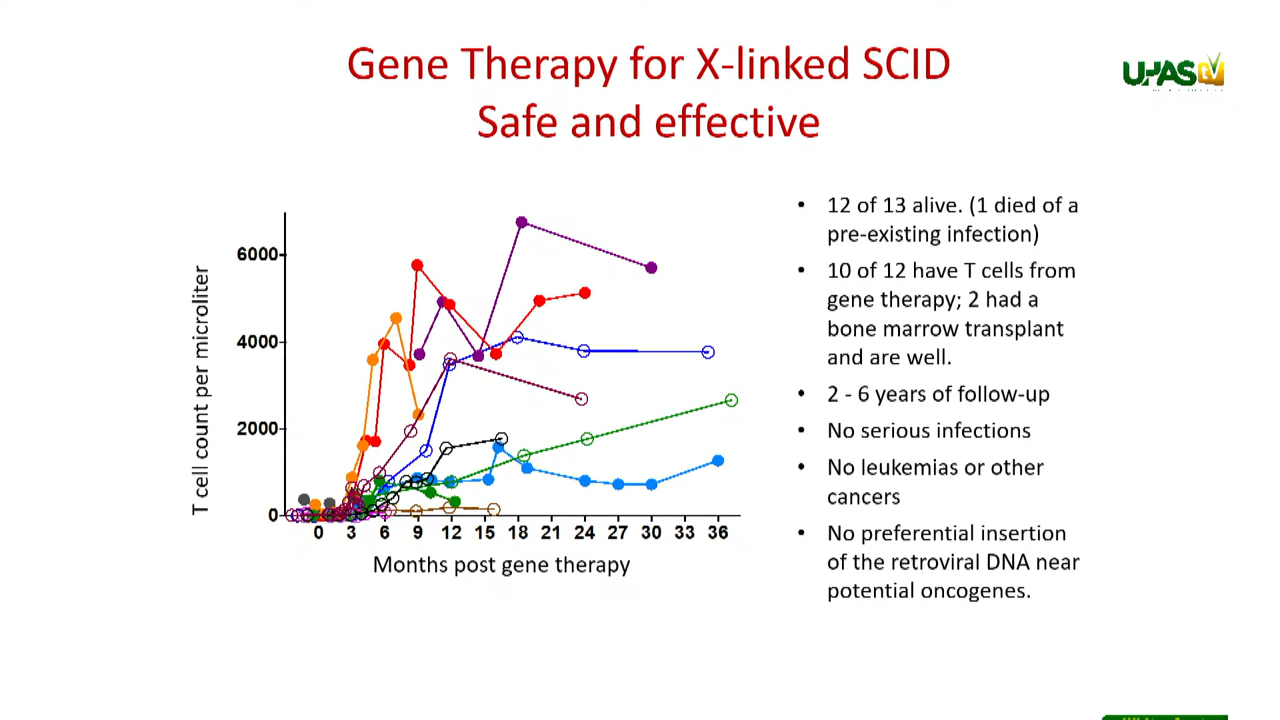 Gene Therapy for X-linked SCID
Safe and effective
UPAS TV
T cell count per microliter
6000
4000
2000
0
0 3 6 9 12 15 18 21 24 27 30 33 36
Months post gene therapy
• 12 of 13 alive. (1 died of a
pre-existing infection)
• 10 of 12 have T cells from
gene therapy; 2 had a
bone marrow transplant
and are well.
• 2 - 6 years of follow-up
• No serious infections
• No leukemias or other
cancers
• No preferential insertion
of the retroviral DNA near
potential oncogenes.